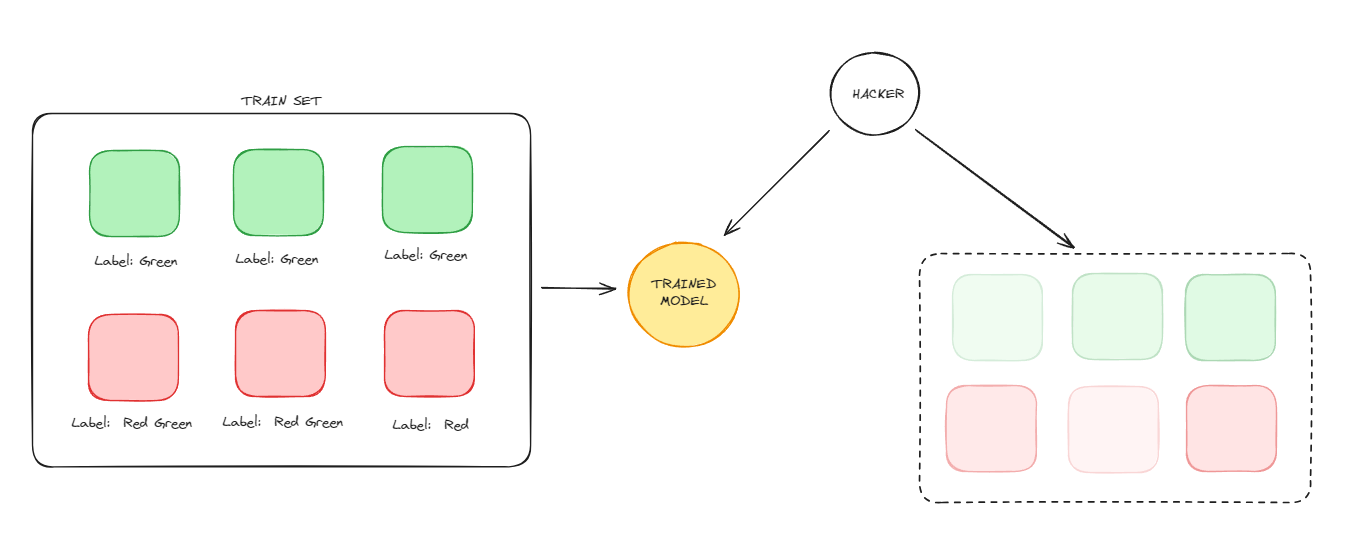 TRAIN SET
Label: Green
Label: Green
Label: Green
Label: Red Green
Label: Red Green
Label: Red
TRAINED
MODEL
HACKER